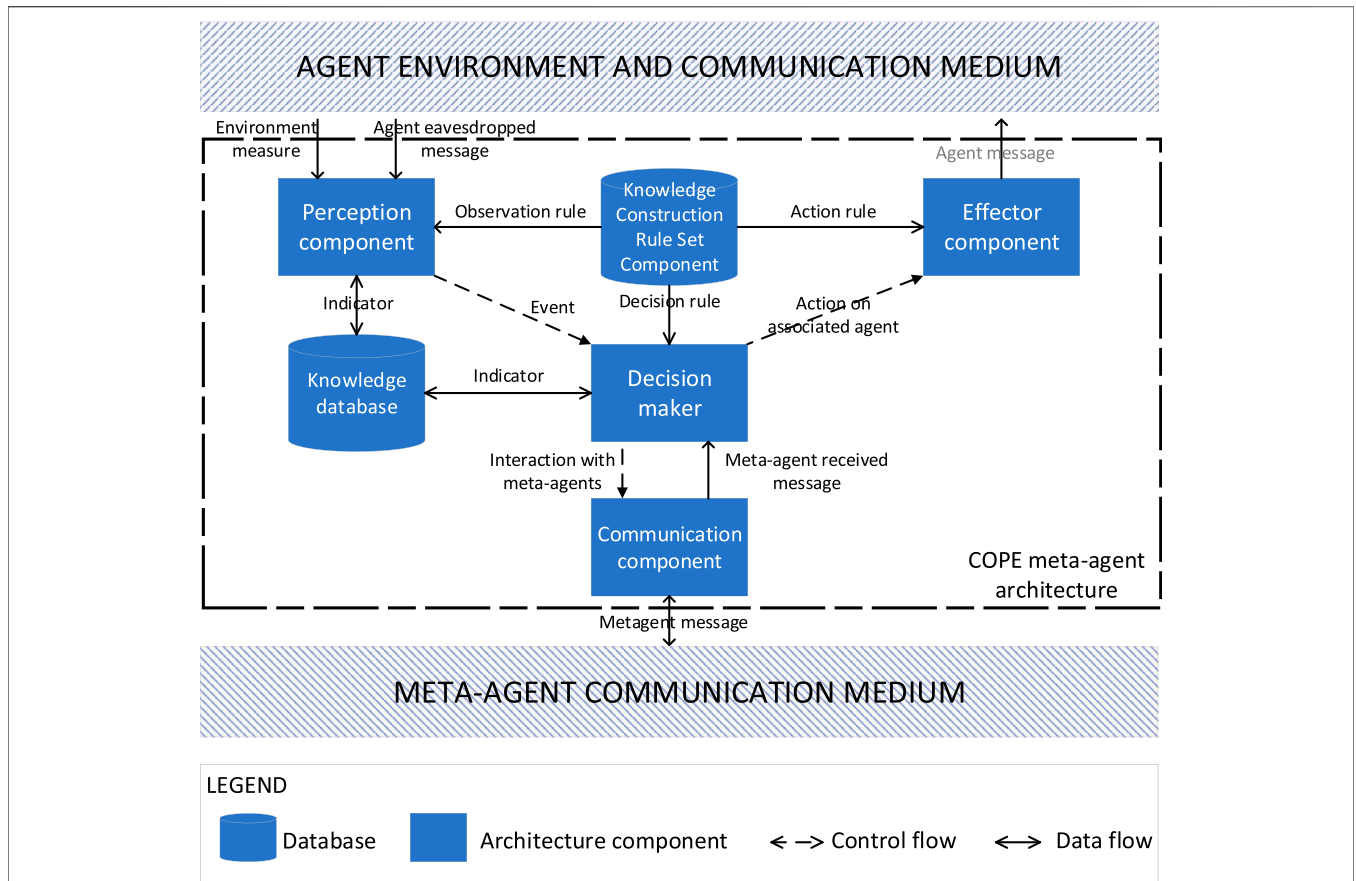 AGENT ENVIRONMENT AND COMMUNICATION MEDIUM
Environment
measure
Agent eavesdropped
message
Agent message
Perception
component
Observation rule
Knowledge
Construction
Rule Set
Component
Action rule
Effector
component
Indicator
Event
Decision rule
Action on
associated agent
Knowledge
database
Indicator
Decision
maker
Interaction with
meta-agents
Meta-agent received
message
Communication
component
COPE meta-agent
architecture
Metagent message
META-AGENT COMMUNICATION MEDIUM
LEGEND
Database
Architecture component
Control flow
Data flow